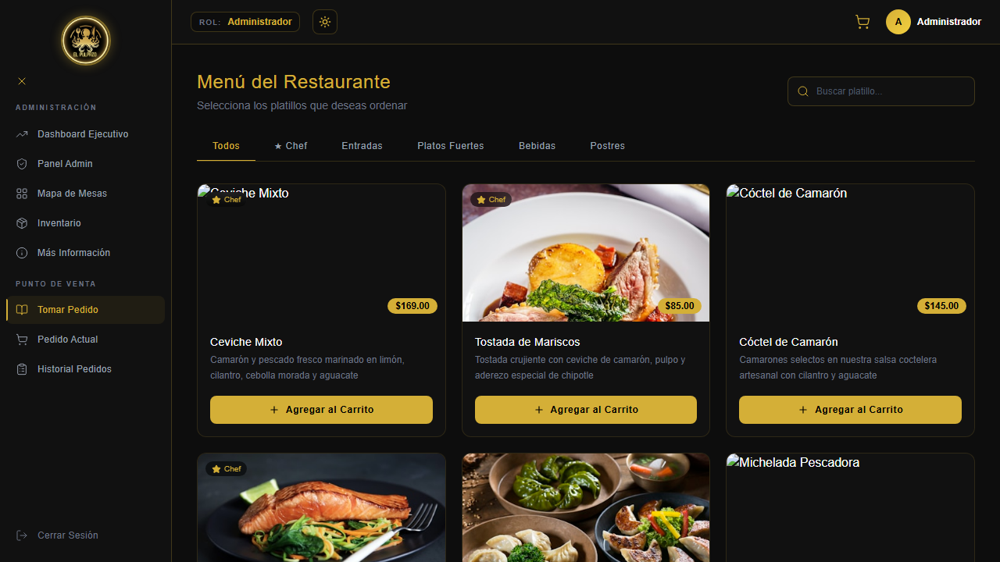 EL PULPAZO
ADMINISTRACIÓN
Dashboard Ejecutivo
Panel Admin
Mapa de Mesas
Inventario
Más Información
PUNTO DE VENTA
Tomar Pedido
Pedido Actual
Historial Pedidos
Cerrar Sesión
ROL: Administrador
A Administrador
Menú del Restaurante
Selecciona los platillos que deseas ordenar
Buscar platillo...
Todos ★ Chef Entradas Platos Fuertes Bebidas Postres
Ceviche Mixto
Chef
$169.00
Ceviche Mixto
Camarón y pescado fresco marinado en limón,
cilantro, cebolla morada y aguacate
Agregar al Carrito
Chef
$85.00
Tostada de Mariscos
Tostada crujiente con ceviche de camarón, pulpo y
aderezo especial de chipotle
Agregar al Carrito
Cóctel de Camarón
$145.00
Cóctel de Camarón
Camarones selectos en nuestra salsa coctelera
artesanal con cilantro y aguacate
Agregar al Carrito
Chef
Michelada Pescadora